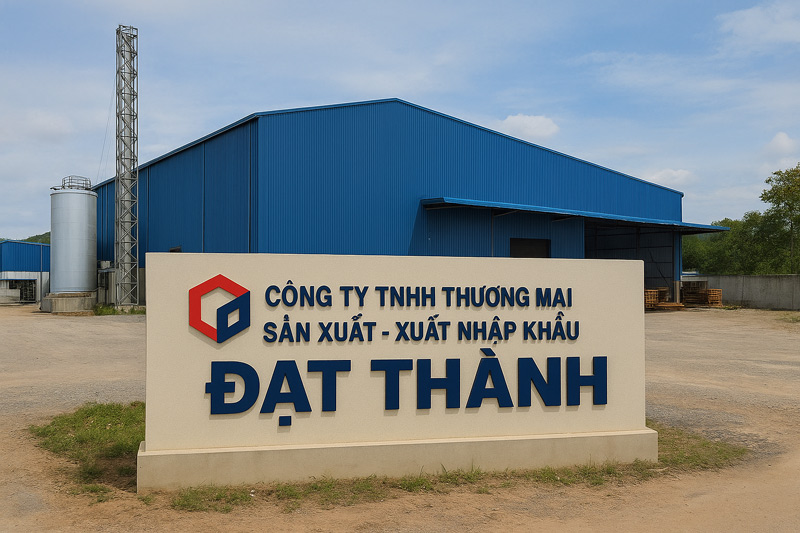 CÔNG TY TNHH THƯƠNG MẠI
SẢN XUẤT - XUẤT NHẬP KHẨU
ĐẠT THÀNH